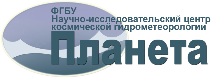 ФГБУ
Научно-исследовательский центр
космической гидрометеорологии
Планета